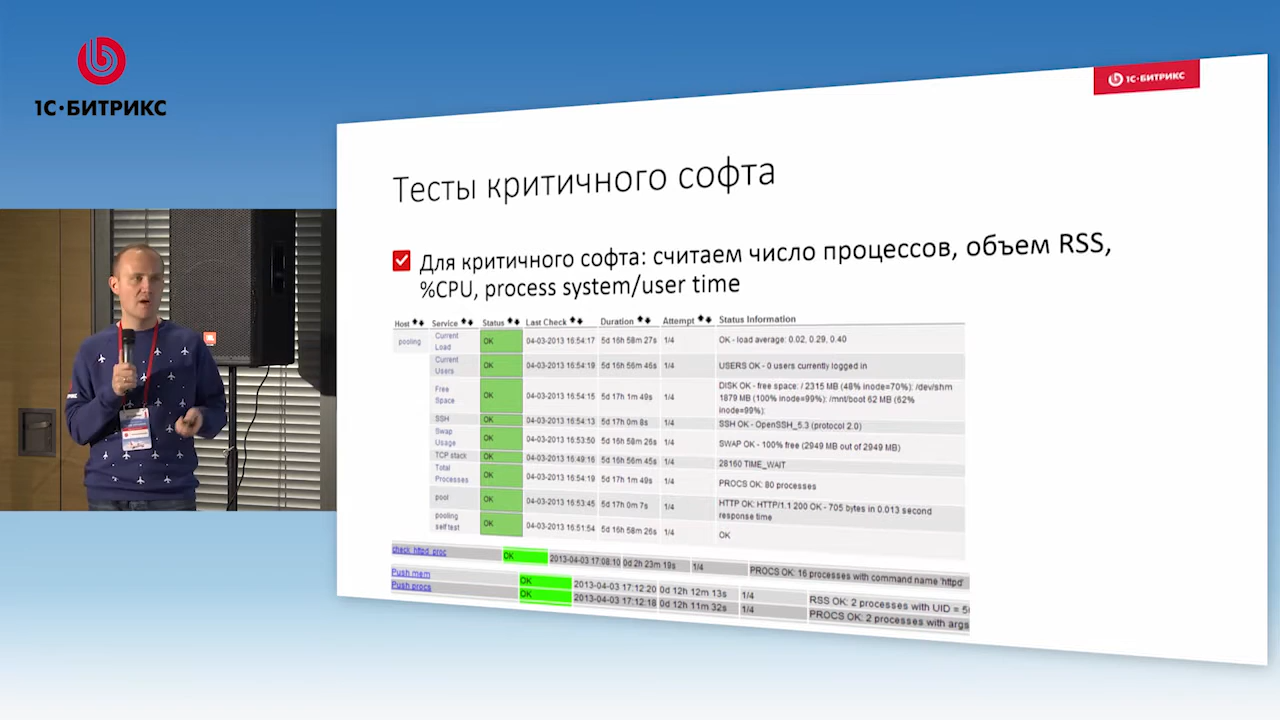 1С·БИТРИКС
1С·БИТРИКС
Тесты критичного софта
Для критичного софта: считаем число процессов, объем RSS,
%CPU, process system/user time
Host Service Status Last Check Duration Attempt Status Information
pooling Current Load OK 04-03-2013 16:54:17 5d 16h 58m 27s 1/4 OK - load average: 0.02, 0.29, 0.40
Current Users OK 04-03-2013 16:54:19 5d 16h 56m 46s 1/4 USERS OK - 0 users currently logged in
Free Space OK 04-03-2013 16:54:15 5d 17h 1m 49s 1/4 DISK OK - free space: / 2315 MB (48% inode=70%): /dev/shm
1879 MB (100% inode=99%): /mnt/boot 62 MB (62%
inode=99%):
SSH OK 04-03-2013 16:54:13 5d 17h 0m 8s 1/4 SSH OK - OpenSSH_5.3 (protocol 2.0)
Swap Usage OK 04-03-2013 16:53:50 5d 16h 58m 26s 1/4 SWAP OK - 100% free (2949 MB out of 2949 MB)
TCP stack OK 04-03-2013 16:49:16 5d 16h 56m 45s 1/4 28160 TIME_WAIT
Total Processes OK 04-03-2013 16:54:19 5d 17h 1m 49s 1/4 PROCS OK: 80 processes
pool OK 04-03-2013 16:53:45 5d 17h 0m 7s 1/4 HTTP OK: HTTP/1.1 200 OK - 705 bytes in 0.013 second
response time
pooling self test OK 04-03-2013 16:51:54 5d 16h 58m 26s 1/4 OK
check_httpd_proc OK 2013-04-03 17:08:10 0d 2h 23m 19s 1/4 PROCS OK: 16 processes with command name 'httpd'
Push mem OK 2013-04-03 17:12:20 0d 12h 12m 13s 1/4 RSS OK: 2 processes with UID =
Push procs OK 2013-04-03 17:12:18 0d 12h 11m 32s 1/4 PROCS OK: 2 processes with args